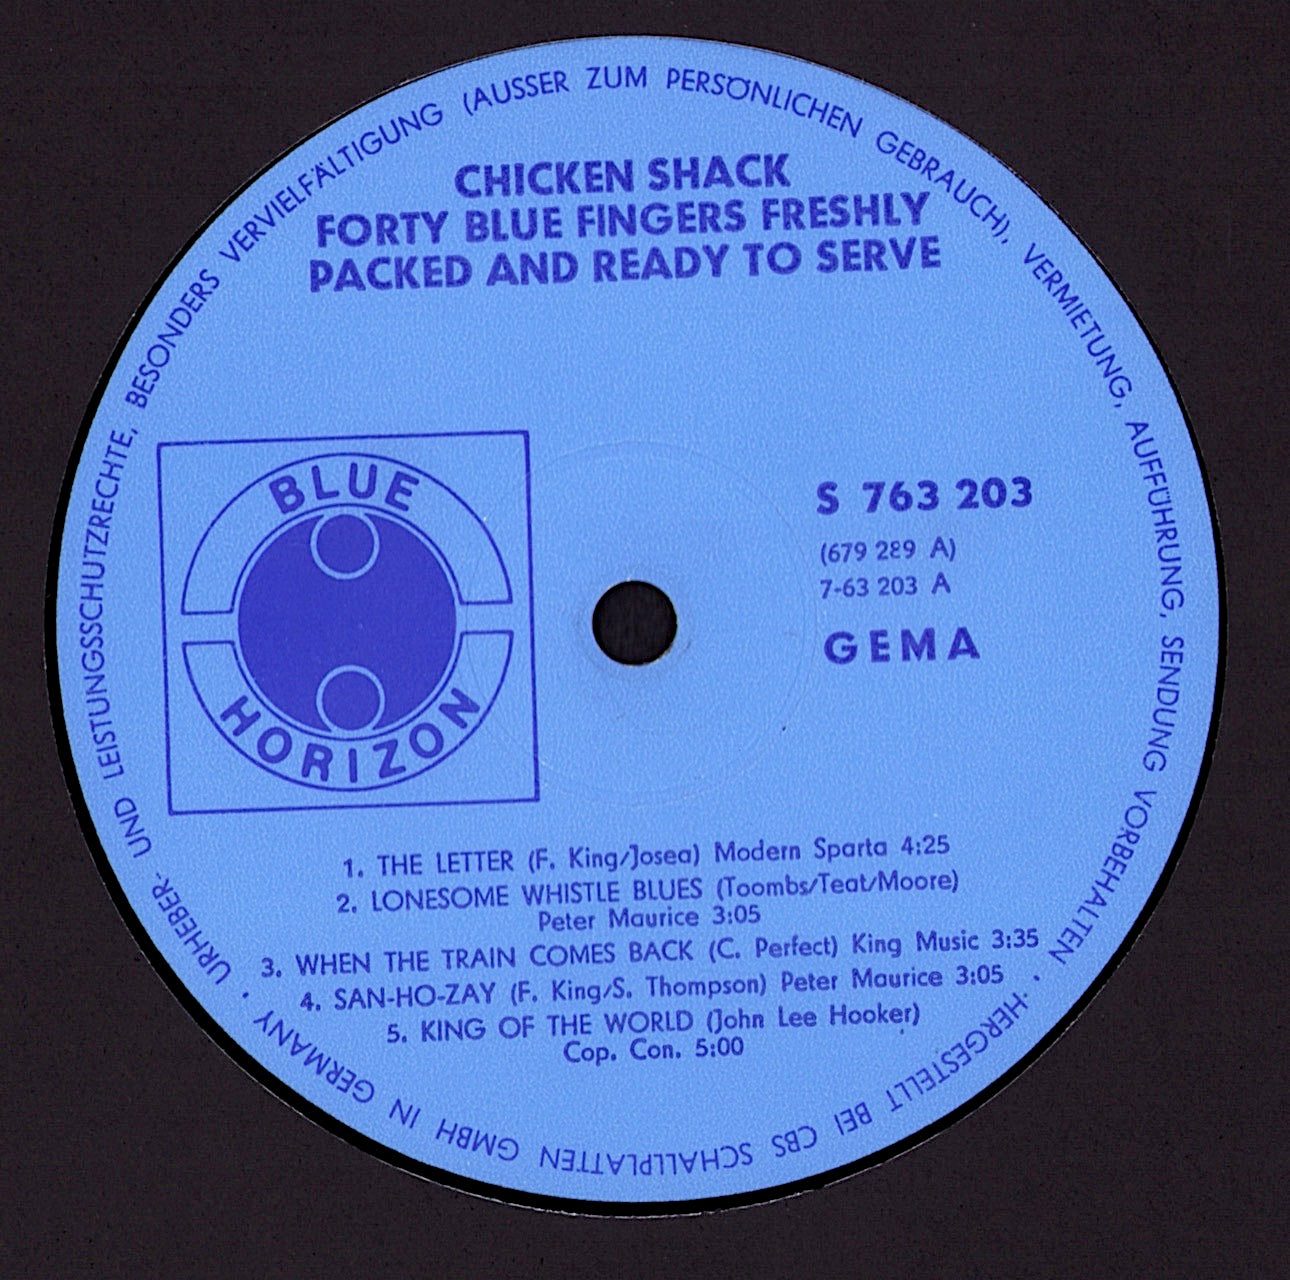 URHEBER- UND LEISTUNGSSCHUTZRECHTE, BESONDERS VERVIELFÄLTIGUNG (AUSSER ZUM PERSÖNLICHEN GEBRAUCH), VERMIETUNG, AUFFÜHRUNG, SENDUNG VORBEHALTEN · HERGESTELLT BEI CBS SCHALLPLATTEN GMBH IN GERMANY ·
CHICKEN SHACK
FORTY BLUE FINGERS FRESHLY
PACKED AND READY TO SERVE
BLUE
HORIZON
S 763 203
(679 289 A)
7-63 203 A
GEMA
1. THE LETTER (F. King/Josea) Modern Sparta 4:25
2. LONESOME WHISTLE BLUES (Toombs/Teat/Moore)
Peter Maurice 3:05
3. WHEN THE TRAIN COMES BACK (C. Perfect) King Music 3:35
4. SAN-HO-ZAY (F. King/S. Thompson) Peter Maurice 3:05
5. KING OF THE WORLD (John Lee Hooker)
Cop. Con. 5:00